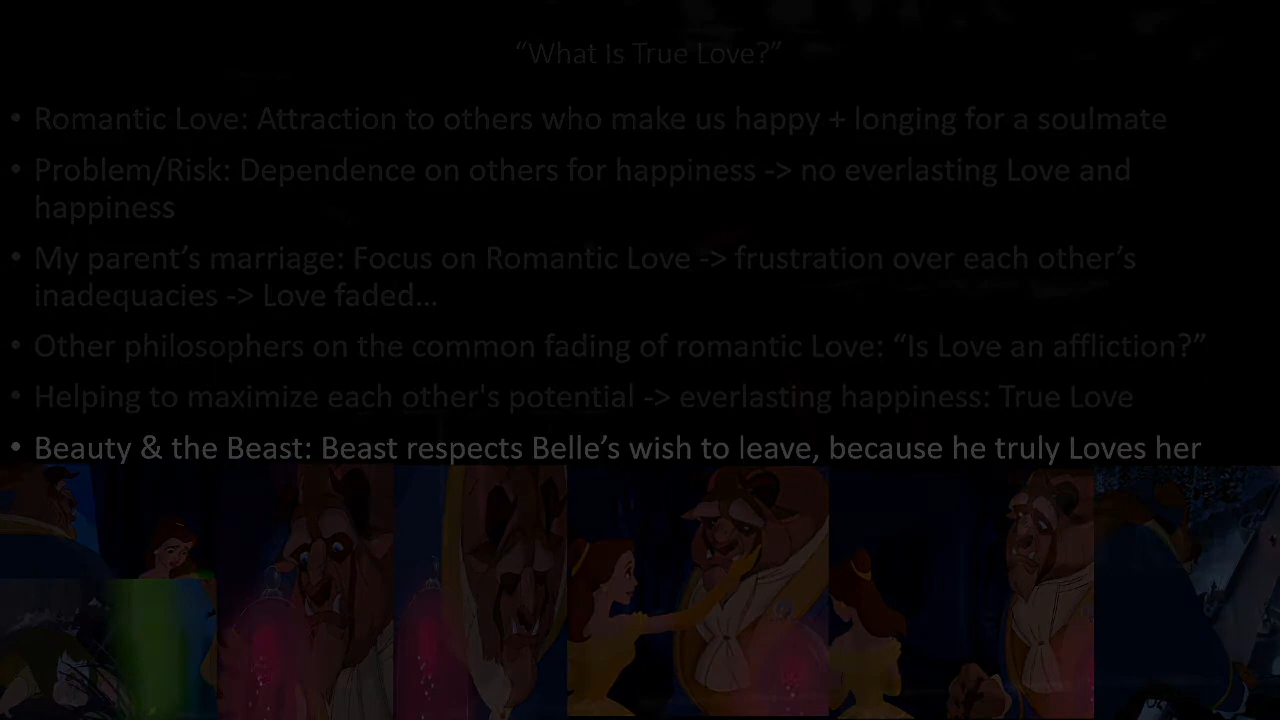 “What Is True Love?”
• Romantic Love: Attraction to others who make us happy + longing for a soulmate
• Problem/Risk: Dependence on others for happiness -> no everlasting Love and
happiness
• My parent’s marriage: Focus on Romantic Love -> frustration over each other’s
inadequacies -> Love faded…
• Other philosophers on the common fading of romantic Love: “Is Love an affliction?”
• Helping to maximize each other's potential -> everlasting happiness: True Love
• Beauty & the Beast: Beast respects Belle’s wish to leave, because he truly Loves her